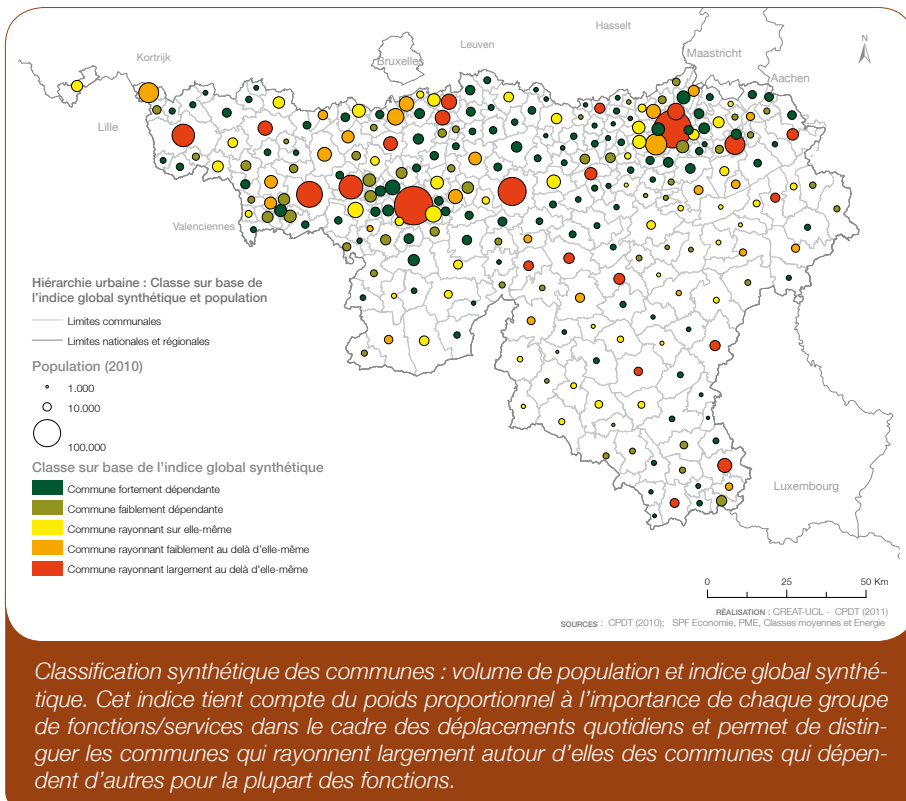 Hasselt
Kortrijk
Leuven
Bruxelles
Maastricht
N
Aachen
Lille
Valenciennes
Hiérarchie urbaine : Classe sur base de
l'indice global synthétique et population
Limites communales
Limites nationales et régionales
Population (2010)
1.000
10.000
100.000
Classe sur base de l'indice global synthétique
Commune fortement dépendante
Commune faiblement dépendante
Commune rayonnant sur elle-même
Commune rayonnant faiblement au delà d'elle-même
Commune rayonnant largement au delà d'elle-même
Luxembourg
0 25 50 Km
RÉALISATION : CREAT-UCL - CPDT (2011)
SOURCES : CPDT (2010); SPF Economie, PME, Classes moyennes et Energie
Classification synthétique des communes : volume de population et indice global synthé-
tique. Cet indice tient compte du poids proportionnel à l'importance de chaque groupe
de fonctions/services dans le cadre des déplacements quotidiens et permet de distin-
guer les communes qui rayonnent largement autour d'elles des communes qui dépen-
dent d'autres pour la plupart des fonctions.